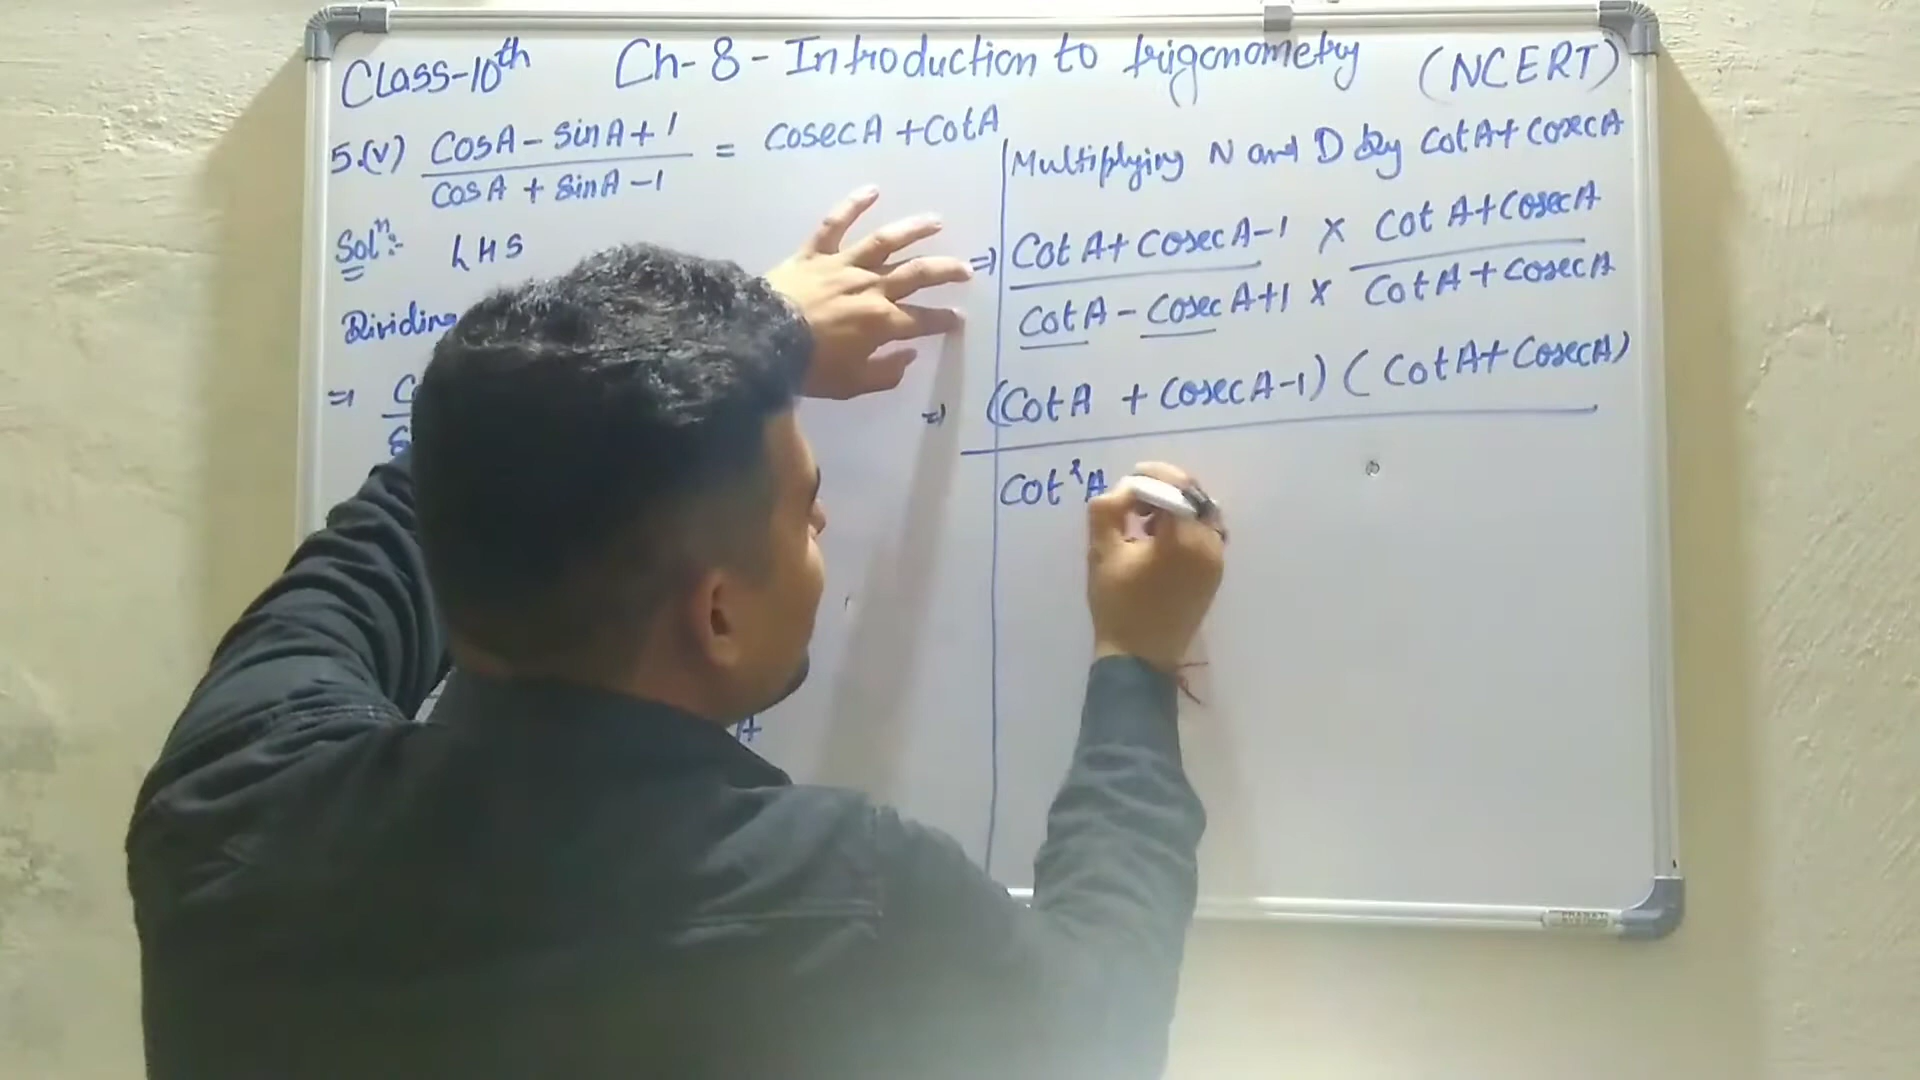 Class-10th Ch-8-Introduction to trigonometry (NCERT)
5.(v) CosA - SinA + 1 = CosecA + CotA
CosA + SinA - 1
Solⁿ:- LHS
Dividing
⇒
Multiplying N and D by CotA + CosecA
⇒ CotA + CosecA - 1 × CotA + CosecA
CotA - CosecA + 1 × CotA + CosecA
⇒ (CotA + CosecA - 1) (CotA + CosecA)
Cot²A